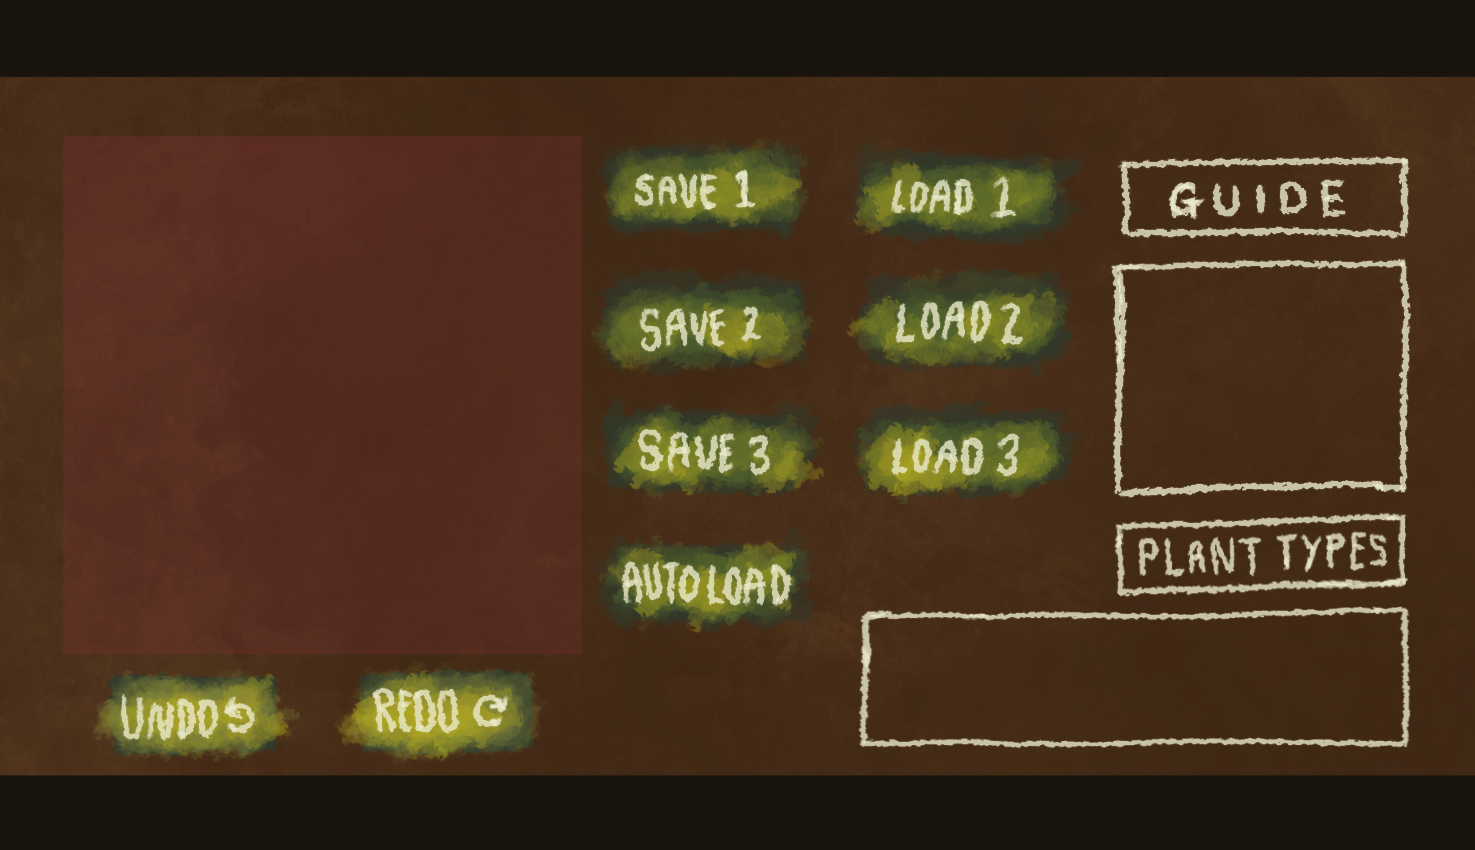 SAVE 1
LOAD 1
GUIDE
SAVE 2
LOAD 2
SAVE 3
LOAD 3
AUTOLOAD
PLANT TYPES
UNDO
REDO